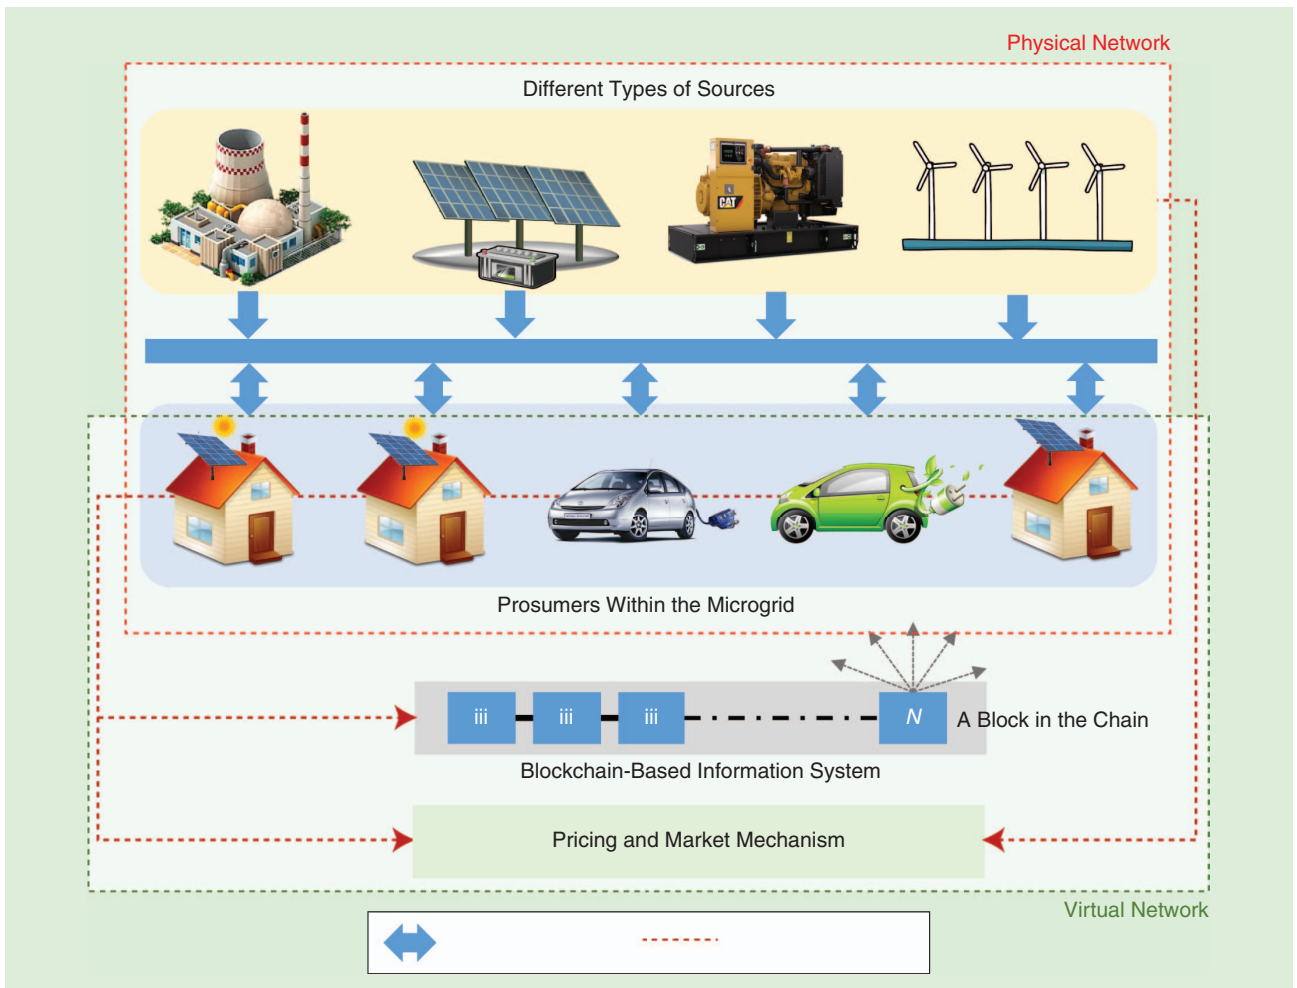 Physical Network
Different Types of Sources
CAT
Prosumers Within the Microgrid
iii
iii
iii
N
A Block in the Chain
Blockchain-Based Information System
Pricing and Market Mechanism
Virtual Network